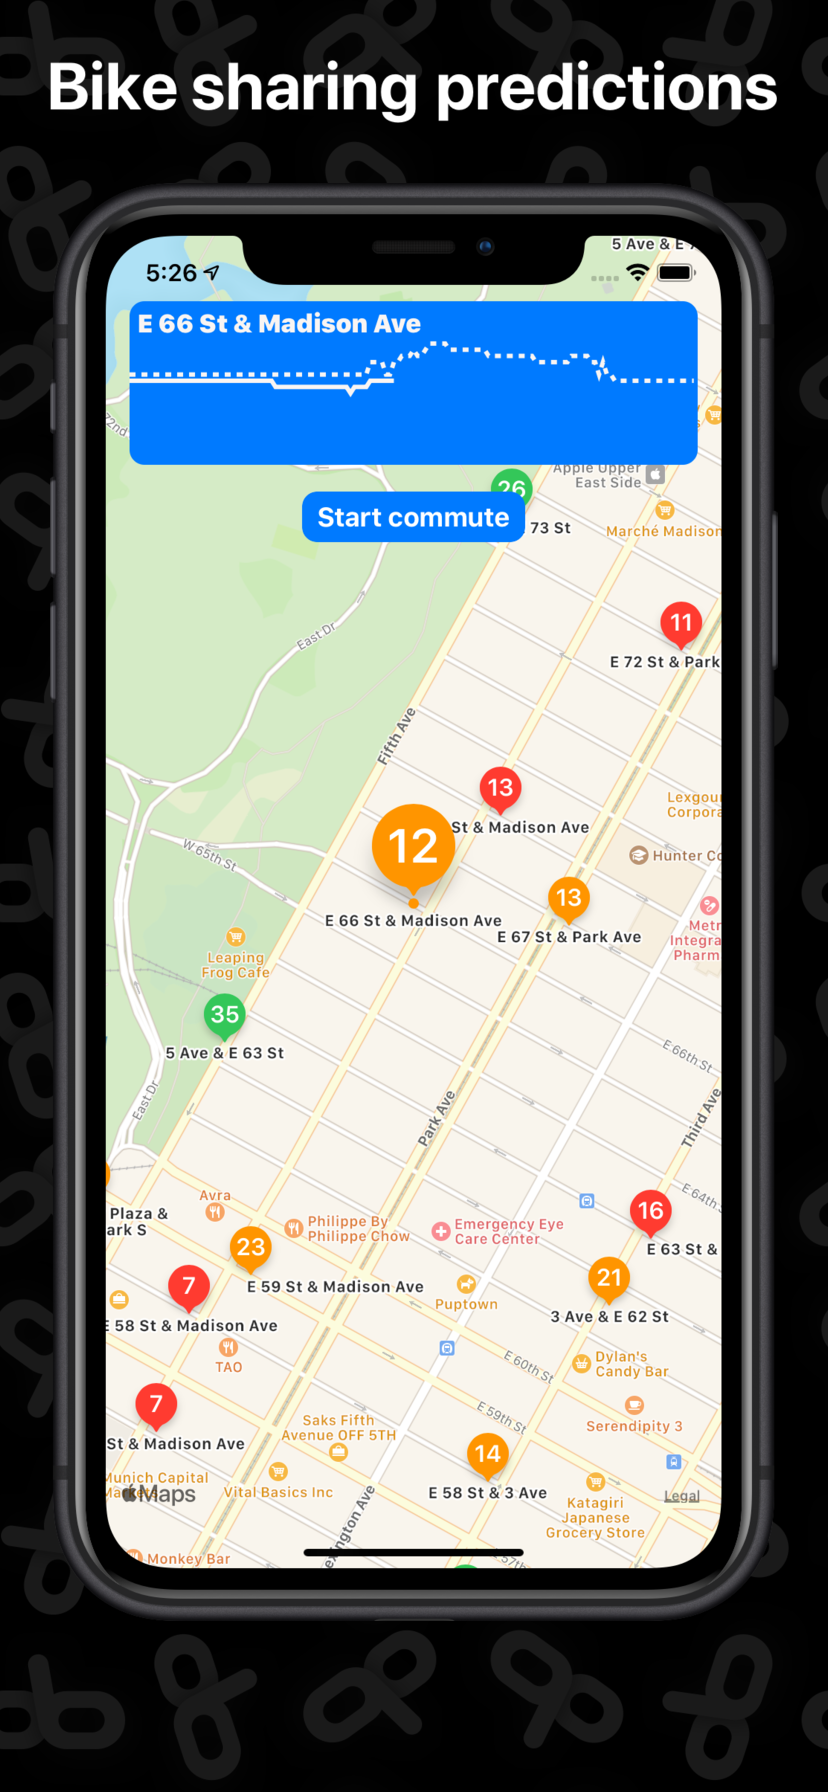 Bike sharing predictions
5 Ave & E
5:26
E 66 St & Madison Ave
72nd
Apple Upper
East Side
26
Start commute
73 St
Marché Madison
11
E 72 St & Park
East Dr
Fifth Ave
13
St & Madison Ave
Lexgou
Corpora
12
W 65th St
Hunter Co
13
E 66 St & Madison Ave
E 67 St & Park Ave
Metr
Integra
Pharm
Leaping
Frog Cafe
35
5 Ave & E 63 St
E 66th St
East Dr
Park Ave
Third Ave
E 64th S
Avra
Plaza &
ark S
Philippe By
Philippe Chow
Emergency Eye
Care Center
16
E 63 St &
23
E 59 St & Madison Ave
7
Puptown
21
3 Ave & E 62 St
E 58 St & Madison Ave
TAO
E 60th St
Dylan's
Candy Bar
7
St & Madison Ave
Saks Fifth
Avenue OFF 5TH
E 59th St
Serendipity 3
14
E 58 St & 3 Ave
Munich Capital
Maps
Vital Basics Inc
Legal
Katagiri
Japanese
Grocery Store
exington Ave
Monkey Bar
57th